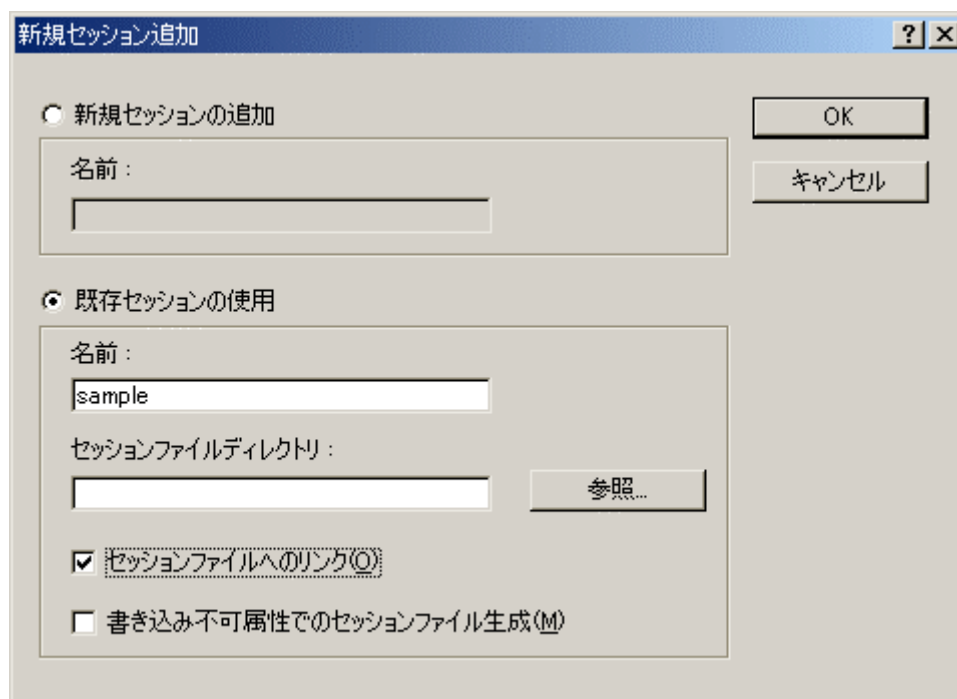 新規セッション追加
新規セッションの追加
OK
名前：
キャンセル
既存セッションの使用
名前：
sample
セッションファイルディレクトリ：
参照...
セッションファイルへのリンク(O)
書き込み不可属性でのセッションファイル生成(M)